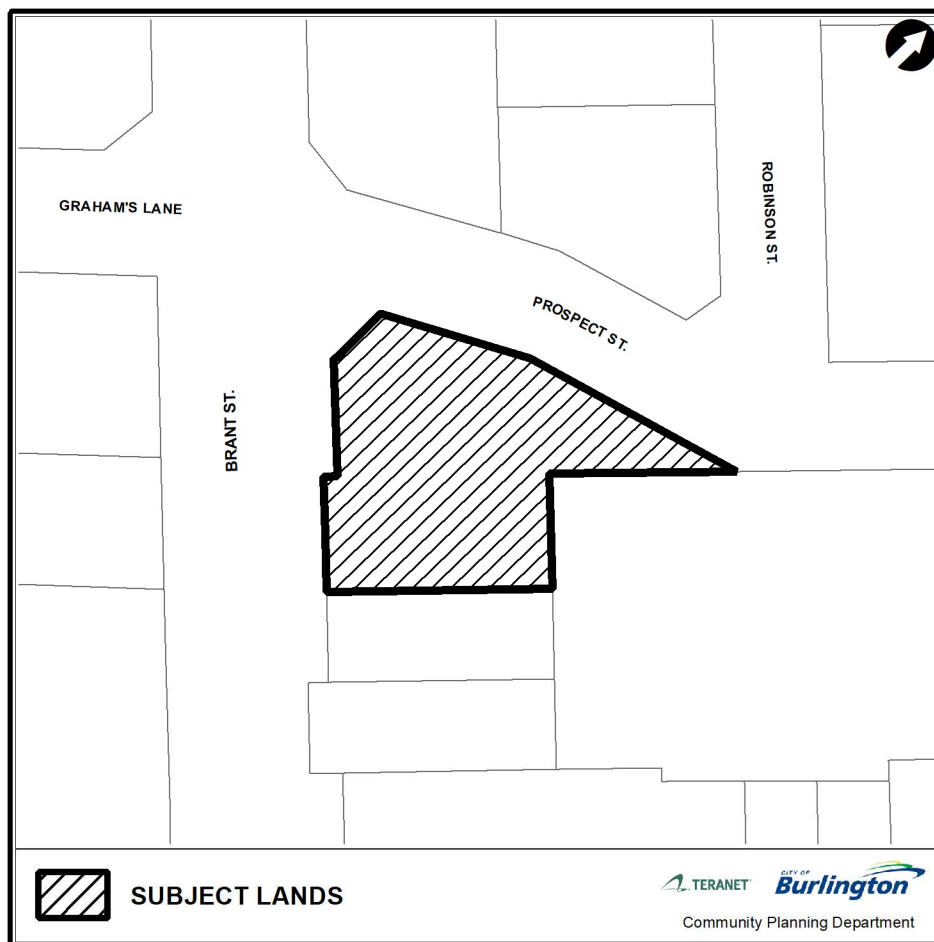 GRAHAM'S LANE
ROBINSON ST.
PROSPECT ST.
BRANT ST.
SUBJECT LANDS
TERANET
CITY OF
Burlington
Community Planning Department